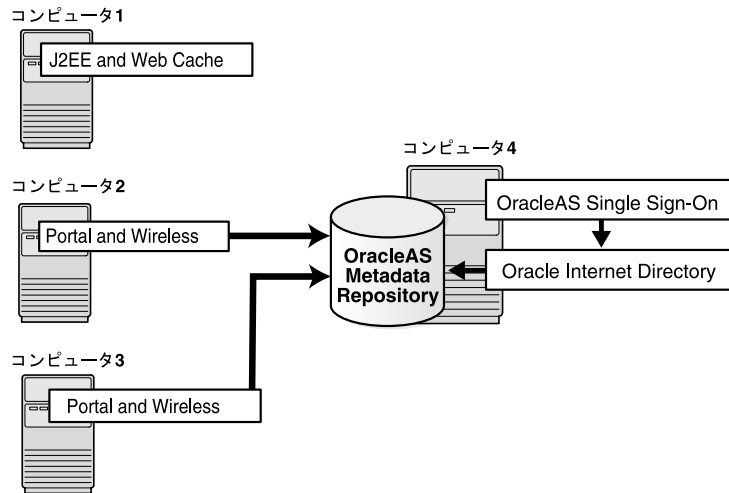 コンピュータ1
J2EE and Web Cache
コンピュータ2
Portal and Wireless
コンピュータ3
Portal and Wireless
コンピュータ4
OracleAS
Metadata
Repository
OracleAS Single Sign-On
Oracle Internet Directory